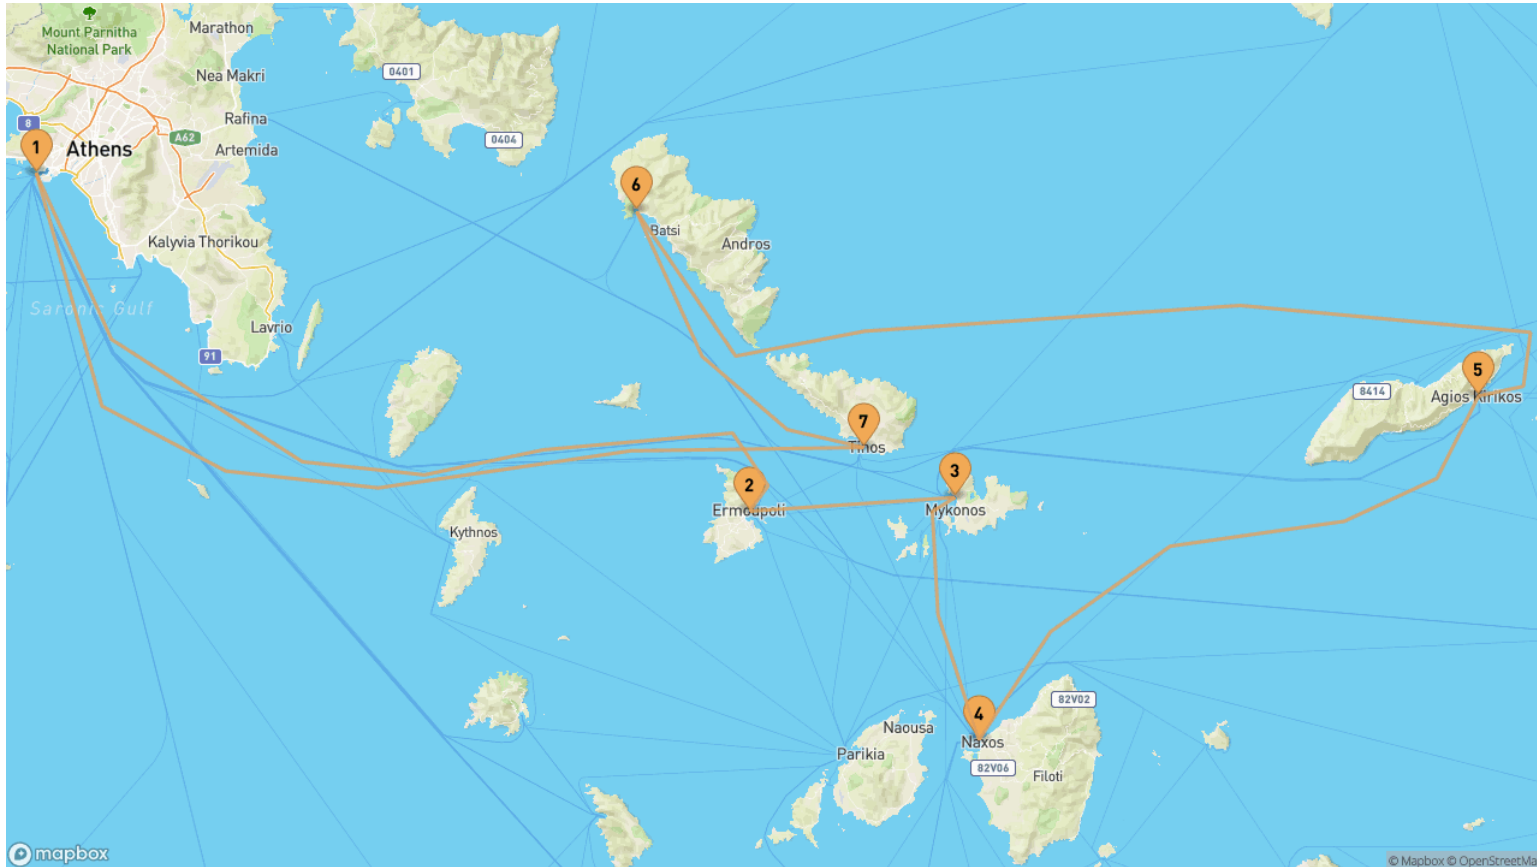 Mount Parnitha
National Park
Marathon
0401
Nea Makri
8
Rafina
A62
0404
1
Athens
Artemida
6
Batsi
Andros
Kalyvia Thorikou
Saronic Gulf
Lavrio
91
5
8414
Agios Kirikos
7
Tinos
3
2
Ermoupoli
Mykonos
Kythnos
4
82V02
Naousa
Naxos
Parikia
82V06
Filoti
mapbox
© Mapbox © OpenStreetMa